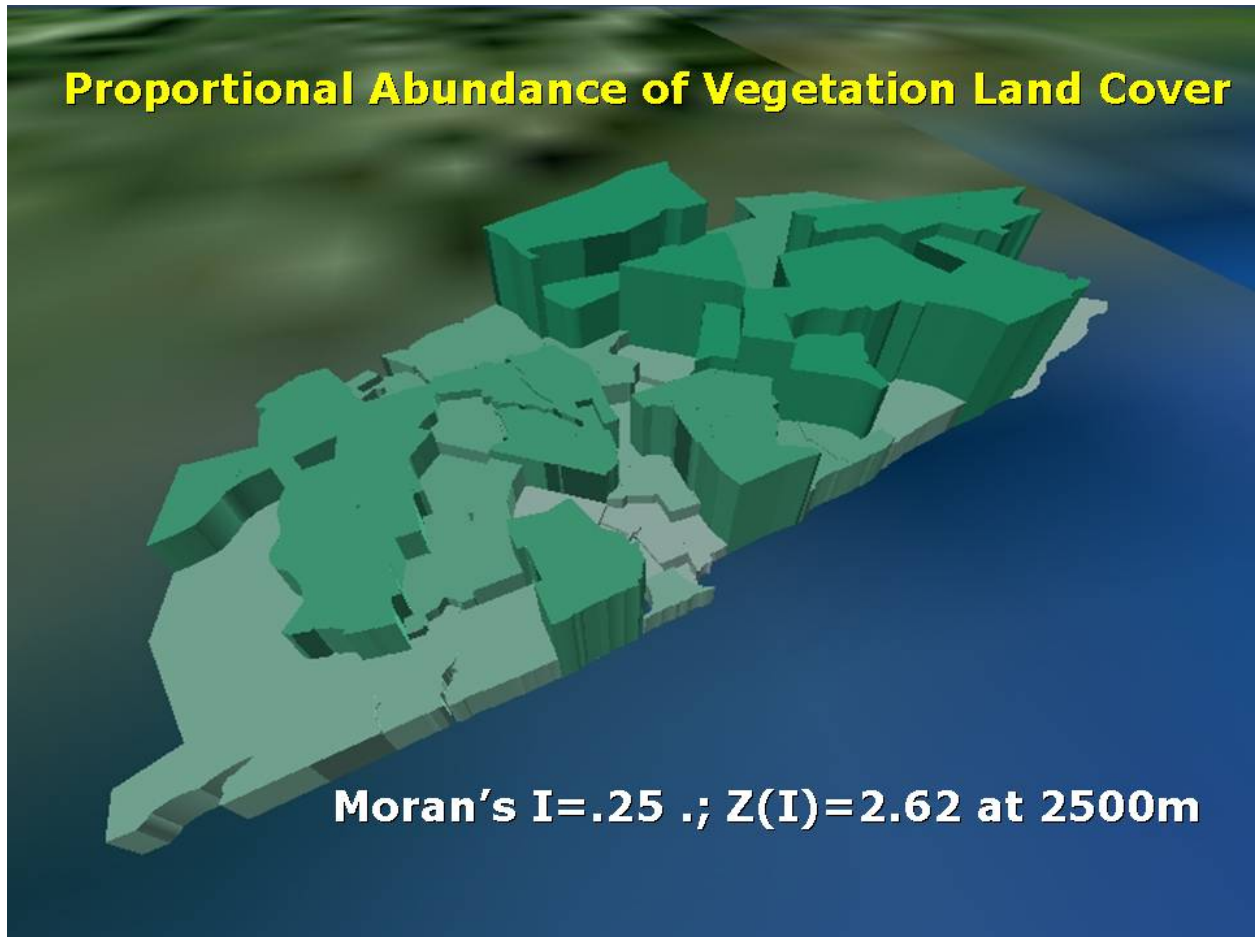 Proportional Abundance of Vegetation Land Cover
Moran’s I=.25 .; Z(I)=2.62 at 2500m